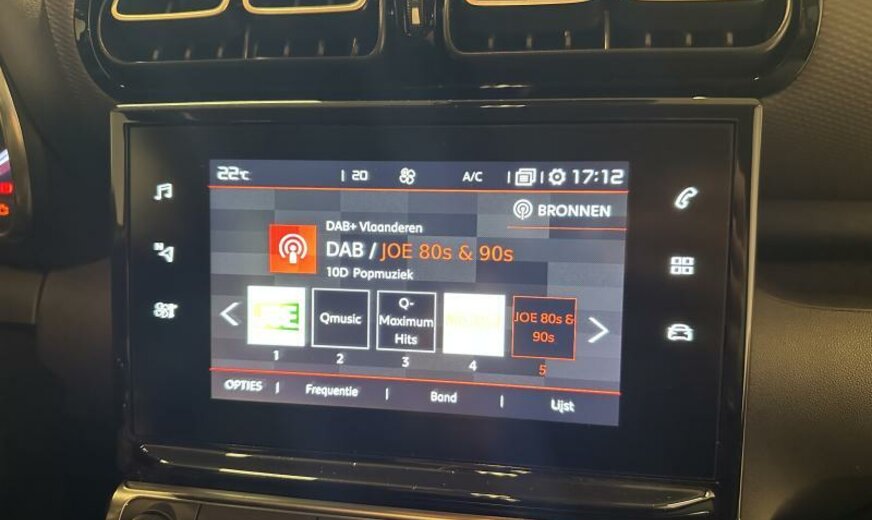 22°C | 20 A/C | | 17:12
BRONNEN
DAB+ Vlaanderen
DAB / JOE 80s & 90s
10D Popmuziek
JOE
Qmusic
Q-
Maximum
Hits
JOE 80s &
90s
1
2
3
4
5
OPTIES | Frequentie | Band | Lijst